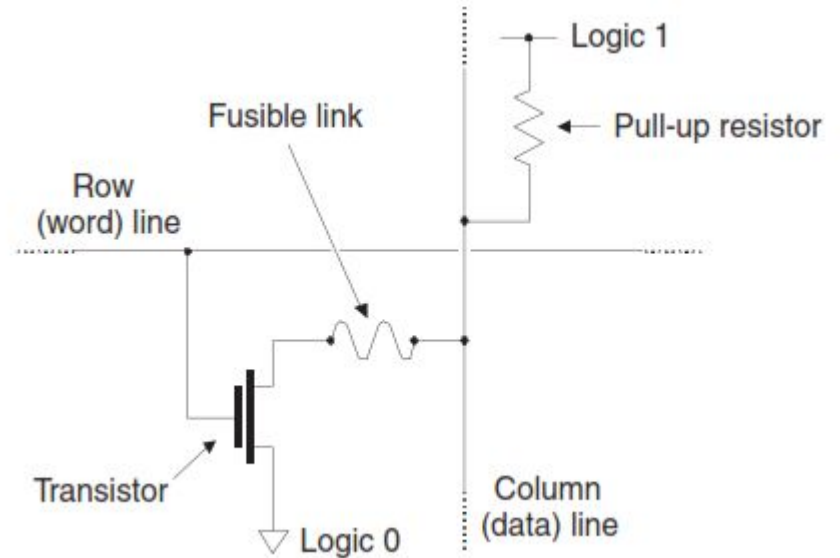 Logic 1
Fusible link
Pull-up resistor
Row
(word) line
Transistor
Column
(data) line
Logic 0